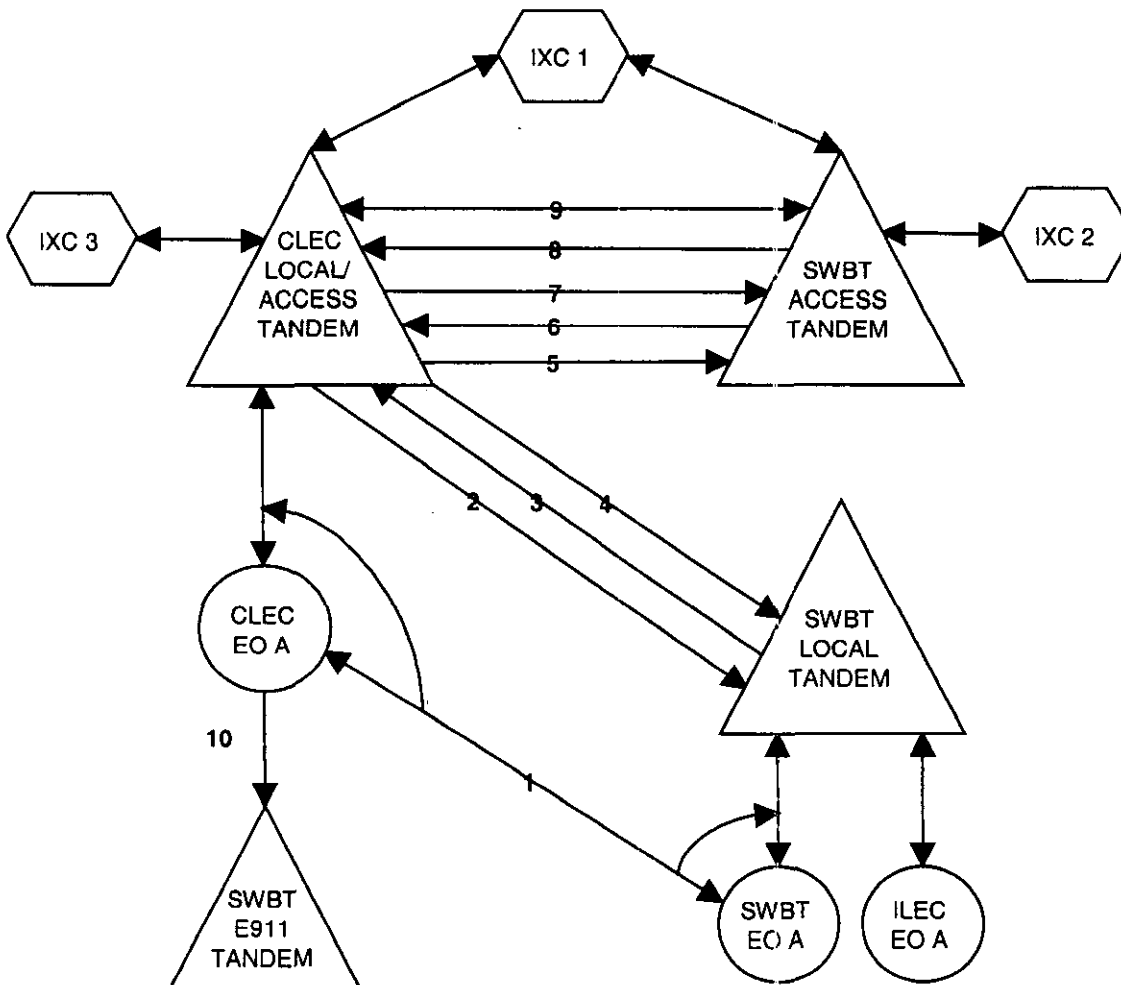 IXC 1
IXC 3
CLEC
LOCAL/
ACCESS
TANDEM
9
8
7
6
5
SWBT
ACCESS
TANDEM
IXC 2
2
3
4
CLEC
EO A
SWBT
LOCAL
TANDEM
10
1
SWBT
E911
TANDEM
SWBT
EO A
ILEC
EO A